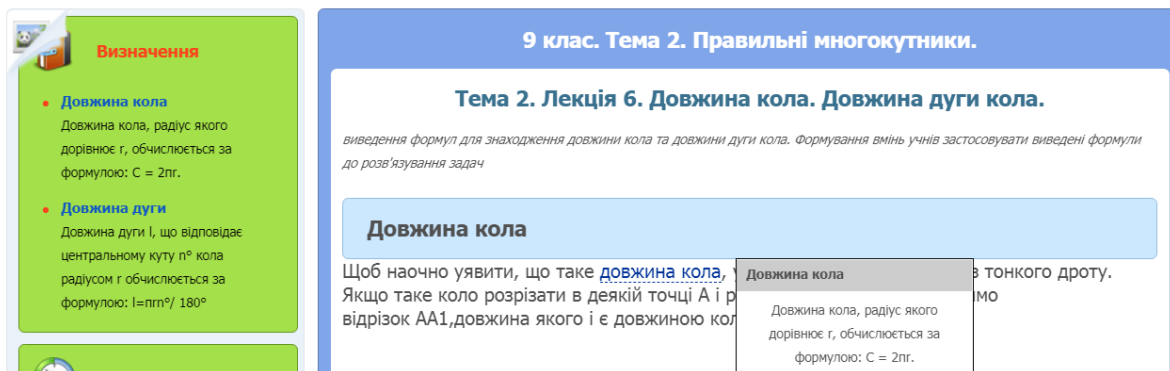 Визначення
Довжина кола
Довжина кола, радіус якого
дорівнює r, обчислюється за
формулою: C = 2πr.
Довжина дуги
Довжина дуги l, що відповідає
центральному куту nº кола
радіусом r обчислюється за
формулою: l=πrnº/ 180º
9 клас. Тема 2. Правильні многокутники.
Тема 2. Лекція 6. Довжина кола. Довжина дуги кола.
виведення формул для знаходження довжини кола та довжини дуги кола. Формування вмінь учнів застосовувати виведені формули
до розв'язування задач
Довжина кола
Щоб наочно уявити, що таке довжина кола, з тонкого дроту.
Якщо таке коло розрізати в деякій точці А і
відрізок АА1,довжина якого і є довжиною
Довжина кола
Довжина кола, радіус якого
дорівнює r, обчислюється за
формулою: C = 2πr.